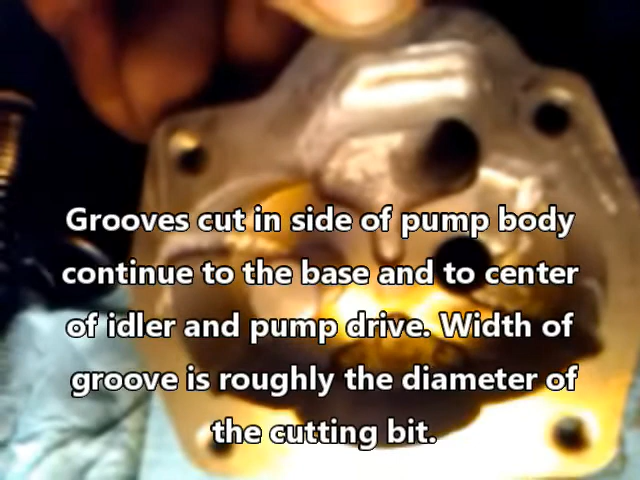 Grooves cut in side of pump body
continue to the base and to center
of idler and pump drive. Width of
groove is roughly the diameter of
the cutting bit.